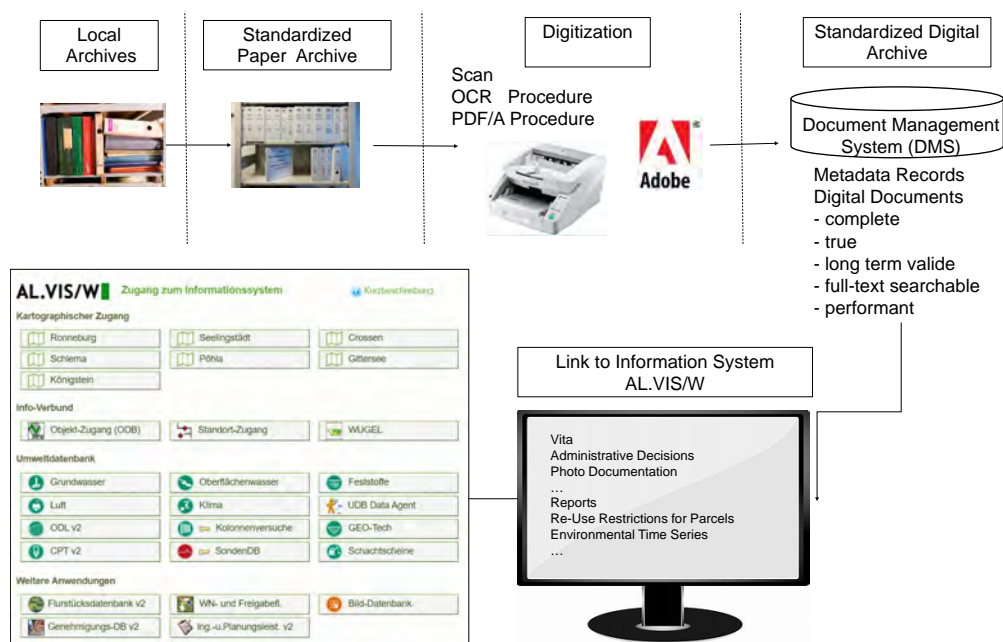 Local
Archives
Standardized
Paper Archive
Digitization
Standardized Digital
Archive
Scan
OCR Procedure
PDF/A Procedure
Adobe
Document Management
System (DMS)
Metadata Records
Digital Documents
- complete
- true
- long term valide
- full-text searchable
- performant
AL.VIS/W Zugang zum Informationssystem Kurzbeschreibung
Kartographischer Zugang
Ronneburg Seelingstädt Crossen
Schlema Pöhla Gittersee
Königstein
Info-Verbund
Objekt-Zugang (ODB) Standort-Zugang WUGEL
Umweltdatenbank
Grundwasser Oberflächenwasser Feststoffe
Luft Klima UDB Data Agent
ODL v2 Kolonnenversuche GEO-Tech
CPT v2 SondenDB Schachtscheine
Weitere Anwendungen
Flurstücksdatenbank v2 WN- und Freigabefl. Bild-Datenbank
Genehmigungs-DB v2 Ing.-u.Planungsleist. v2
Link to Information System
AL.VIS/W
Vita
Administrative Decisions
Photo Documentation
…
Reports
Re-Use Restrictions for Parcels
Environmental Time Series
…